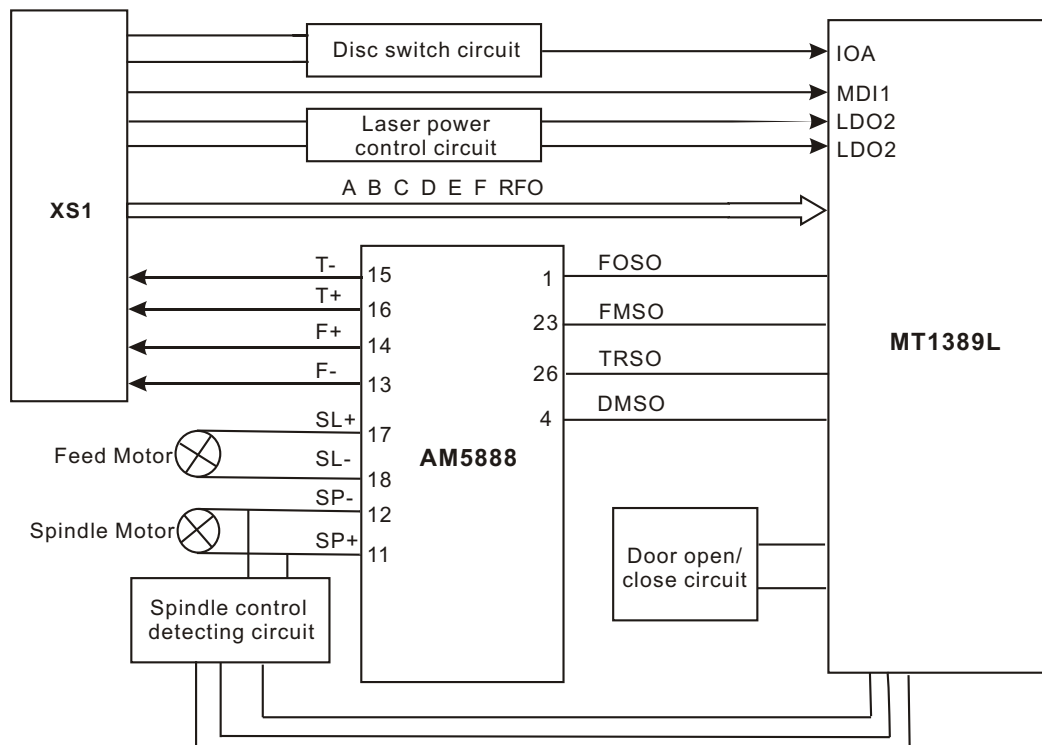 Disc switch circuit
IOA
MDI1
Laser power
control circuit
LDO2
LDO2
A B C D E F RFO
XS1
T-
15
1
FOSO
T+
16
23
FMSO
F+
14
MT1389L
F-
13
26
TRSO
4
DMSO
SL+
17
Feed Motor
AM5888
SL-
18
SP-
12
Spindle Motor
SP+
11
Door open/
close circuit
Spindle control
detecting circuit